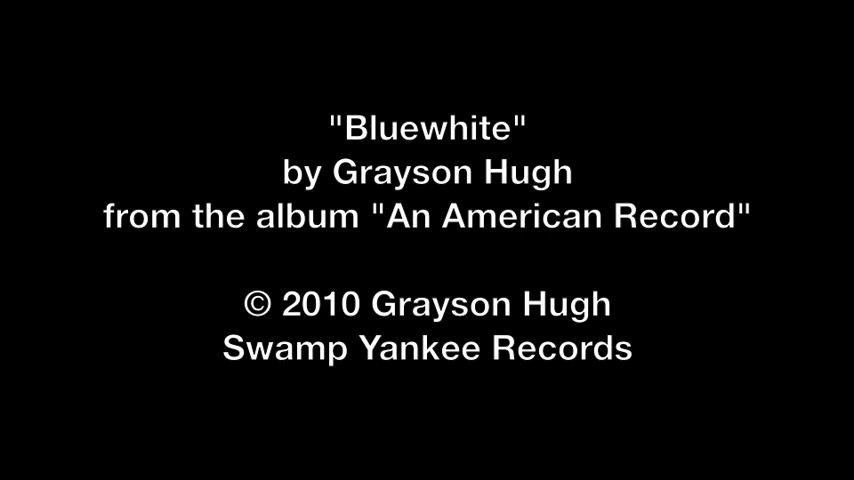 "Bluewhite"
by Grayson Hugh
from the album "An American Record"
© 2010 Grayson Hugh
Swamp Yankee Records